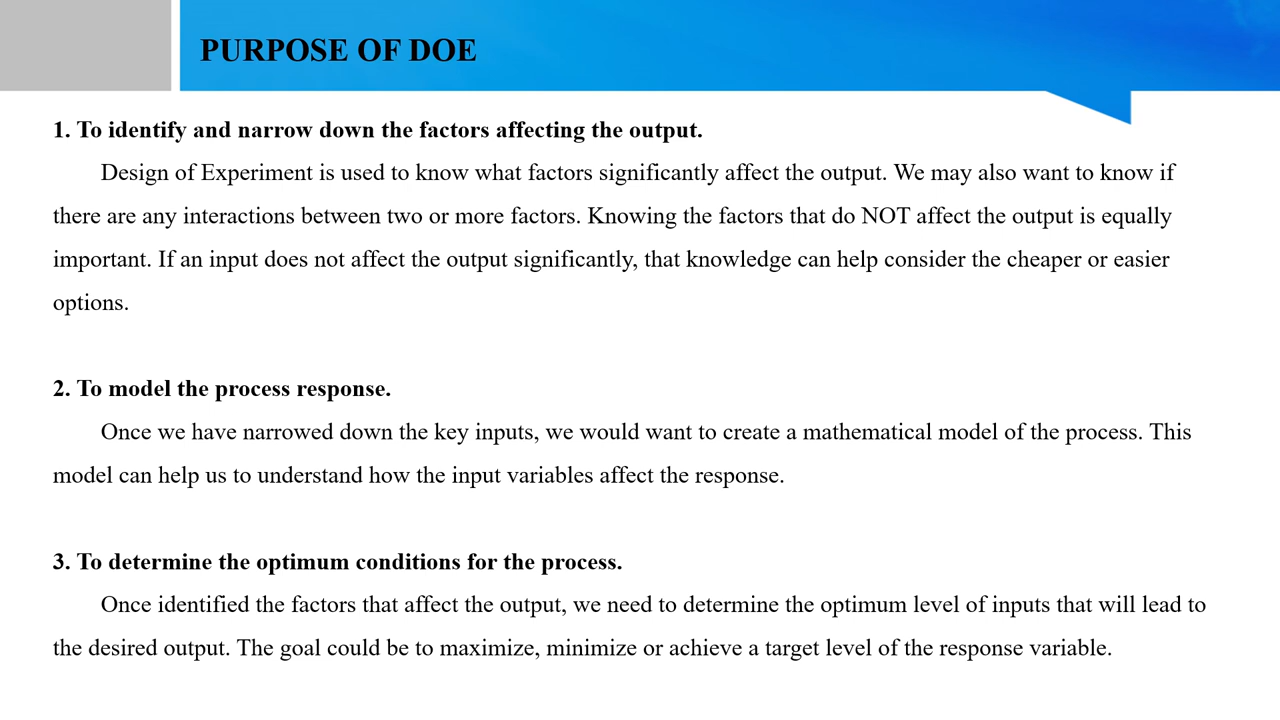 PURPOSE OF DOE
1. To identify and narrow down the factors affecting the output.
Design of Experiment is used to know what factors significantly affect the output. We may also want to know if
there are any interactions between two or more factors. Knowing the factors that do NOT affect the output is equally
important. If an input does not affect the output significantly, that knowledge can help consider the cheaper or easier
options.
2. To model the process response.
Once we have narrowed down the key inputs, we would want to create a mathematical model of the process. This
model can help us to understand how the input variables affect the response.
3. To determine the optimum conditions for the process.
Once identified the factors that affect the output, we need to determine the optimum level of inputs that will lead to
the desired output. The goal could be to maximize, minimize or achieve a target level of the response variable.